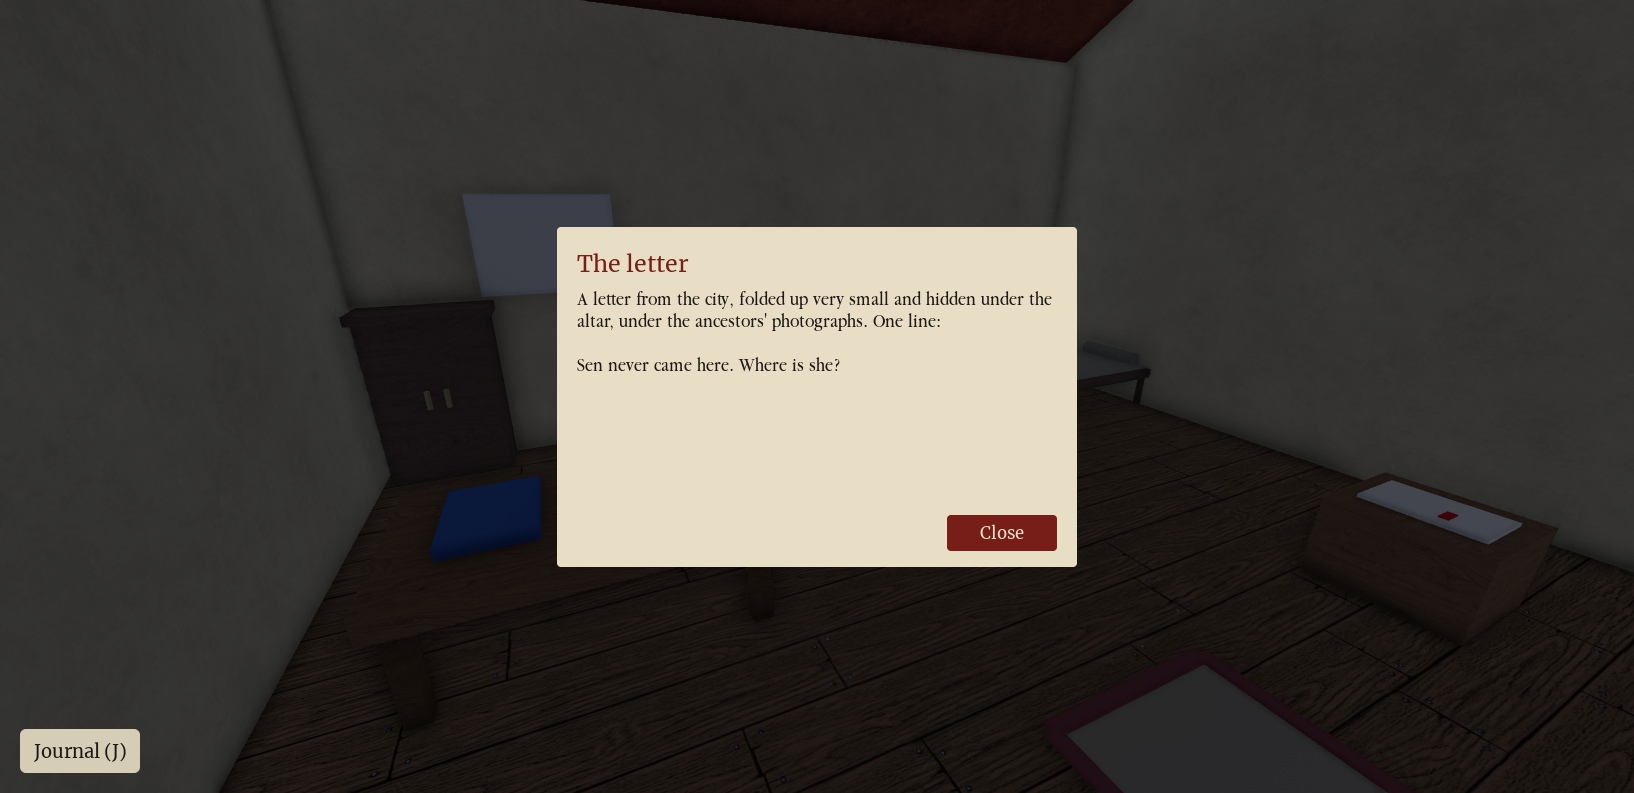 The letter
A letter from the city, folded up very small and hidden under the
altar, under the ancestors' photographs. One line:
Sen never came here. Where is she?
Close
Journal (J)